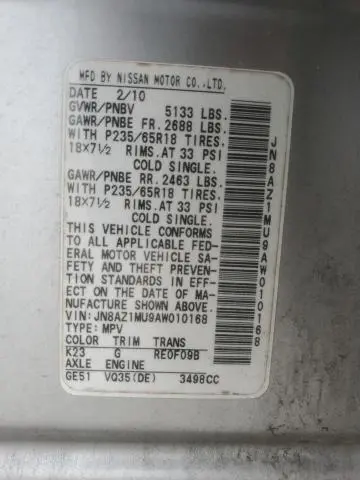 MFD BY NISSAN MOTOR CO.,LTD.
DATE 2/10
GVWR/PNBV 5133 LBS.
GAWR/PNBE FR. 2688 LBS.
WITH P235/65R18 TIRES.
18×7½ RIMS.AT 33 PSI
COLD SINGLE.
GAWR/PNBE RR. 2463 LBS.
WITH P235/65R18 TIRES.
18×7½ RIMS.AT 33 PSI
COLD SINGLE.
THIS VEHICLE CONFORMS
TO ALL APPLICABLE FED-
ERAL MOTOR VEHICLE SA-
FETY AND THEFT PREVEN-
TION STANDARDS IN EFF-
ECT ON THE DATE OF MA-
NUFACTURE SHOWN ABOVE.
VIN:JN8AZ1MU9AW010168
TYPE: MPV
COLOR TRIM TRANS
K23 G RE0F09B
AXLE ENGINE
GE51 VQ35(DE) 3498CC
JN8AZ1MU9AW010168